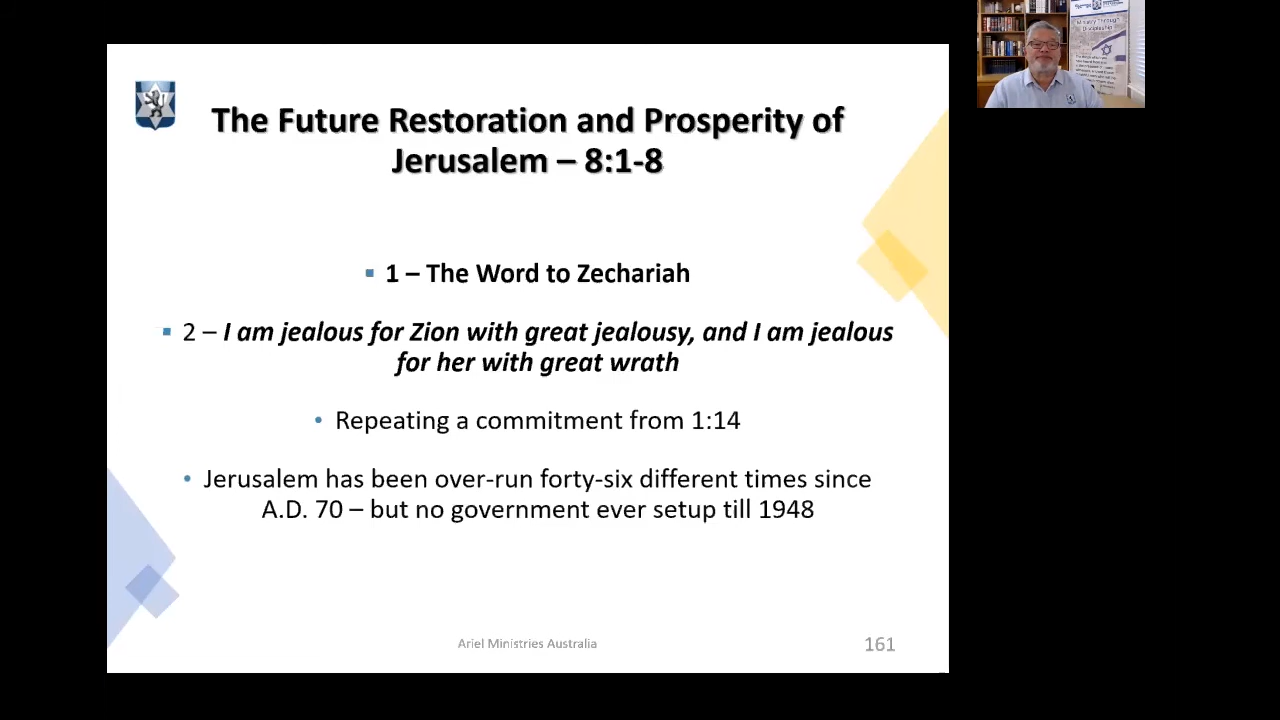 The Future Restoration and Prosperity of
Jerusalem – 8:1-8
▪ 1 – The Word to Zechariah
▪ 2 – I am jealous for Zion with great jealousy, and I am jealous
for her with great wrath
• Repeating a commitment from 1:14
• Jerusalem has been over-run forty-six different times since
A.D. 70 – but no government ever setup till 1948
Ariel Ministries Australia
161
Ministry Through
Discipleship